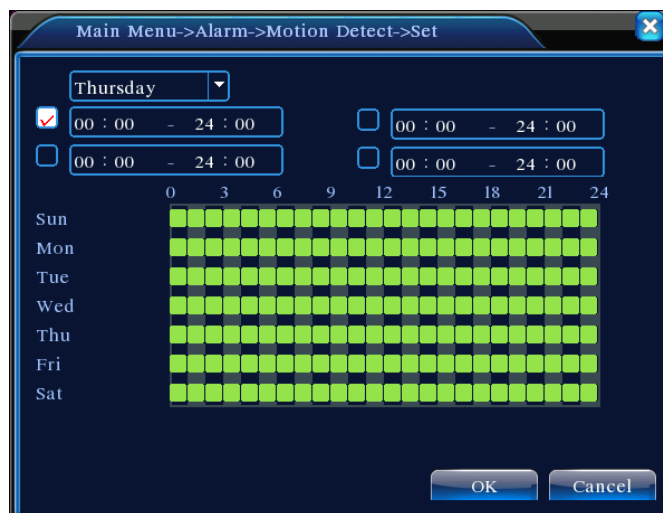 Main Menu->Alarm->Motion Detect->Set
Thursday
00 : 00 - 24 : 00 00 : 00 - 24 : 00
00 : 00 - 24 : 00 00 : 00 - 24 : 00
0 3 6 9 12 15 18 21 24
Sun
Mon
Tue
Wed
Thu
Fri
Sat
OK Cancel